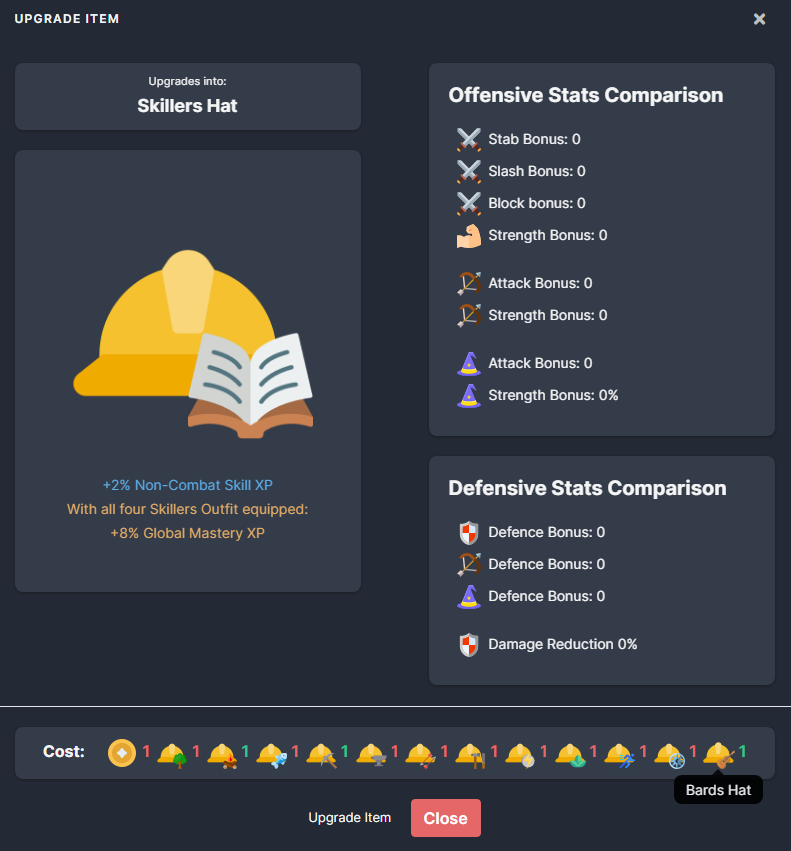 UPGRADE ITEM
Upgrades into:
Skillers Hat
+2% Non-Combat Skill XP
With all four Skillers Outfit equipped:
+8% Global Mastery XP
Offensive Stats Comparison
Stab Bonus: 0
Slash Bonus: 0
Block bonus: 0
Strength Bonus: 0
Attack Bonus: 0
Strength Bonus: 0
Attack Bonus: 0
Strength Bonus: 0%
Defensive Stats Comparison
Defence Bonus: 0
Defence Bonus: 0
Defence Bonus: 0
Damage Reduction 0%
Cost: 1 1 1 1 1 1 1 1 1 1 1 1 1
Bards Hat
Upgrade Item Close